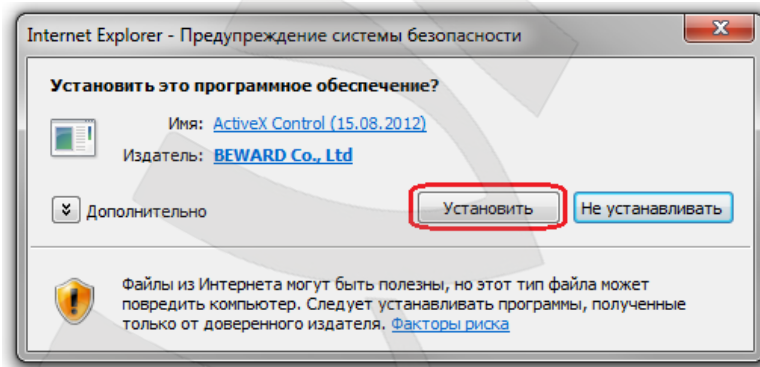 Internet Explorer - Предупреждение системы безопасности
Установить это программное обеспечение?
Имя: ActiveX Control (15.08.2012)
Издатель: BEWARD Co., Ltd
Дополнительно
Установить
Не устанавливать
Файлы из Интернета могут быть полезны, но этот тип файла может
повредить компьютер. Следует устанавливать программы, полученные
только от доверенного издателя. Факторы риска